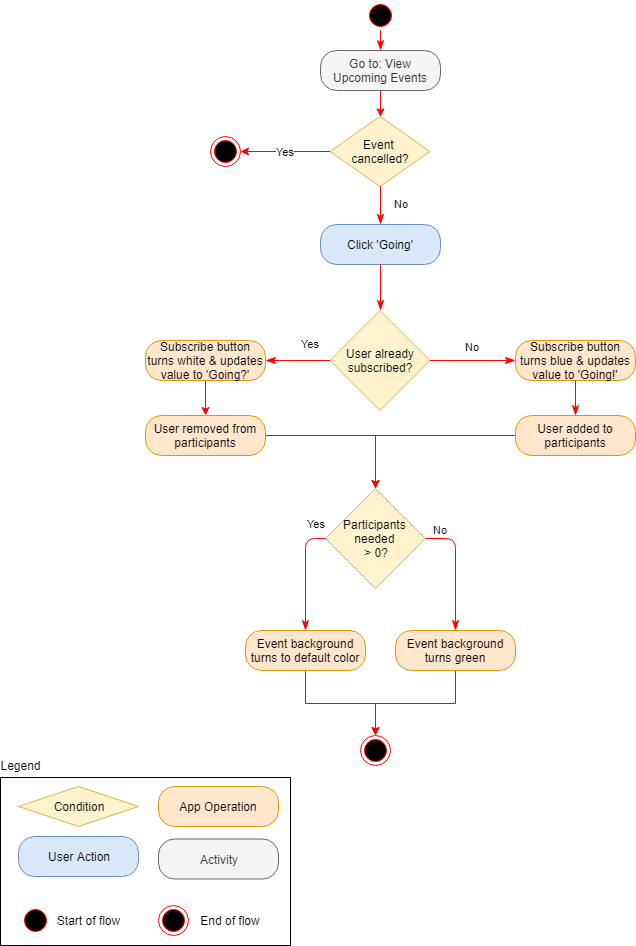 Go to: View
Upcoming Events
Event
cancelled?
Yes
No
Click 'Going'
User already
subscribed?
Yes
No
Subscribe button
turns white & updates
value to 'Going?'
Subscribe button
turns blue & updates
value to 'Going!'
User removed from
participants
User added to
participants
Participants
needed
> 0?
Yes
No
Event background
turns to default color
Event background
turns green
Legend
Condition
App Operation
User Action
Activity
Start of flow
End of flow